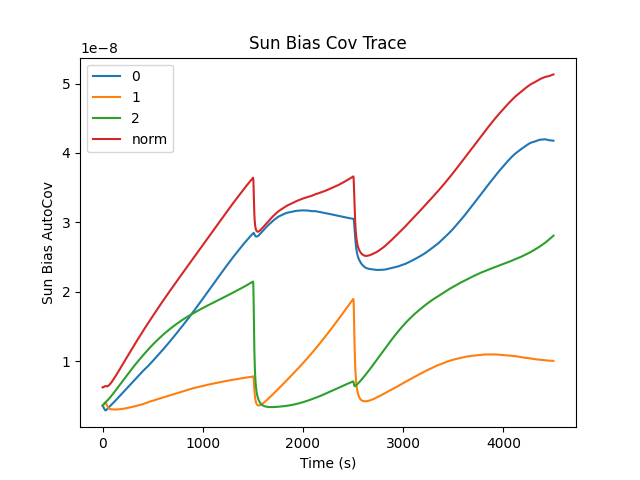 Sun Bias Cov Trace
1e−8
0
1
2
norm
5
4
3
2
1
Sun Bias AutoCov
0
1000
2000
3000
4000
Time (s)